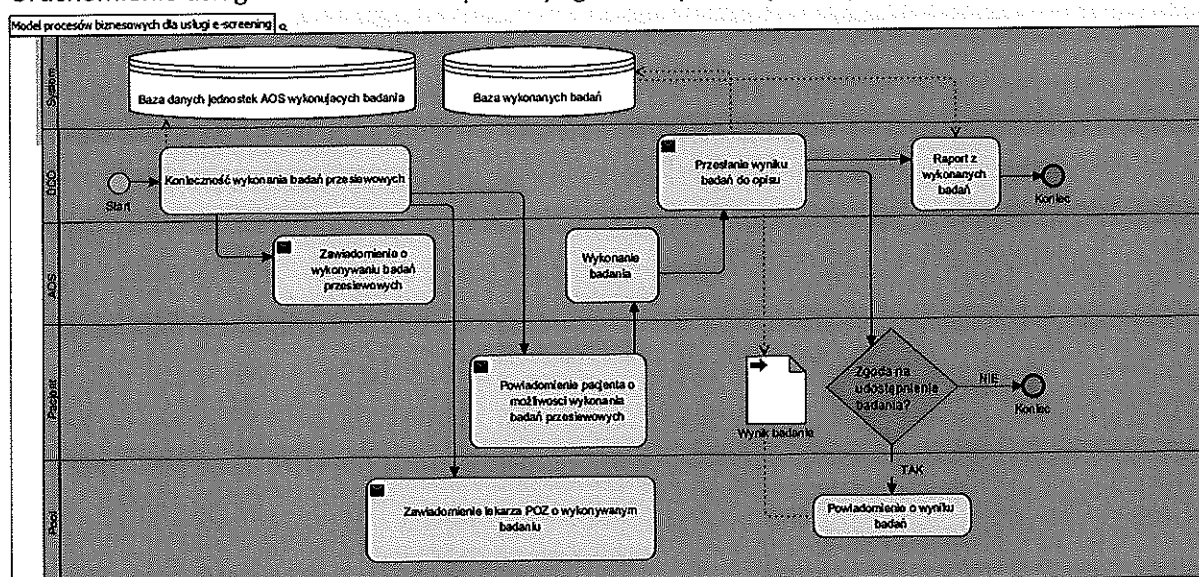 Model procesów biznesowych dla usługi e-screening
System
Baza danych jednostek AOS wykonujących badania
Baza wykonanych badań
Start
Konieczność wykonania badań przesiewowych
Przesłanie wyniku
badań do opisu
Raport z
wykonanych
badań
Koniec
AOS
Zawiadomienie o
wykonywaniu badań
przesiewowych
Wykonanie
badania
Pacjent
Powiadomienie pacjenta o
możliwosci wykonania
badań przesiewowych
Wynik badania
Zgoda na
udostępnienie
badania?
NIE
Koniec
TAK
Pool
Zawiadomienie lekarza POZ o wykonywanym
badaniu
Powiadomienie o wyniku
badań